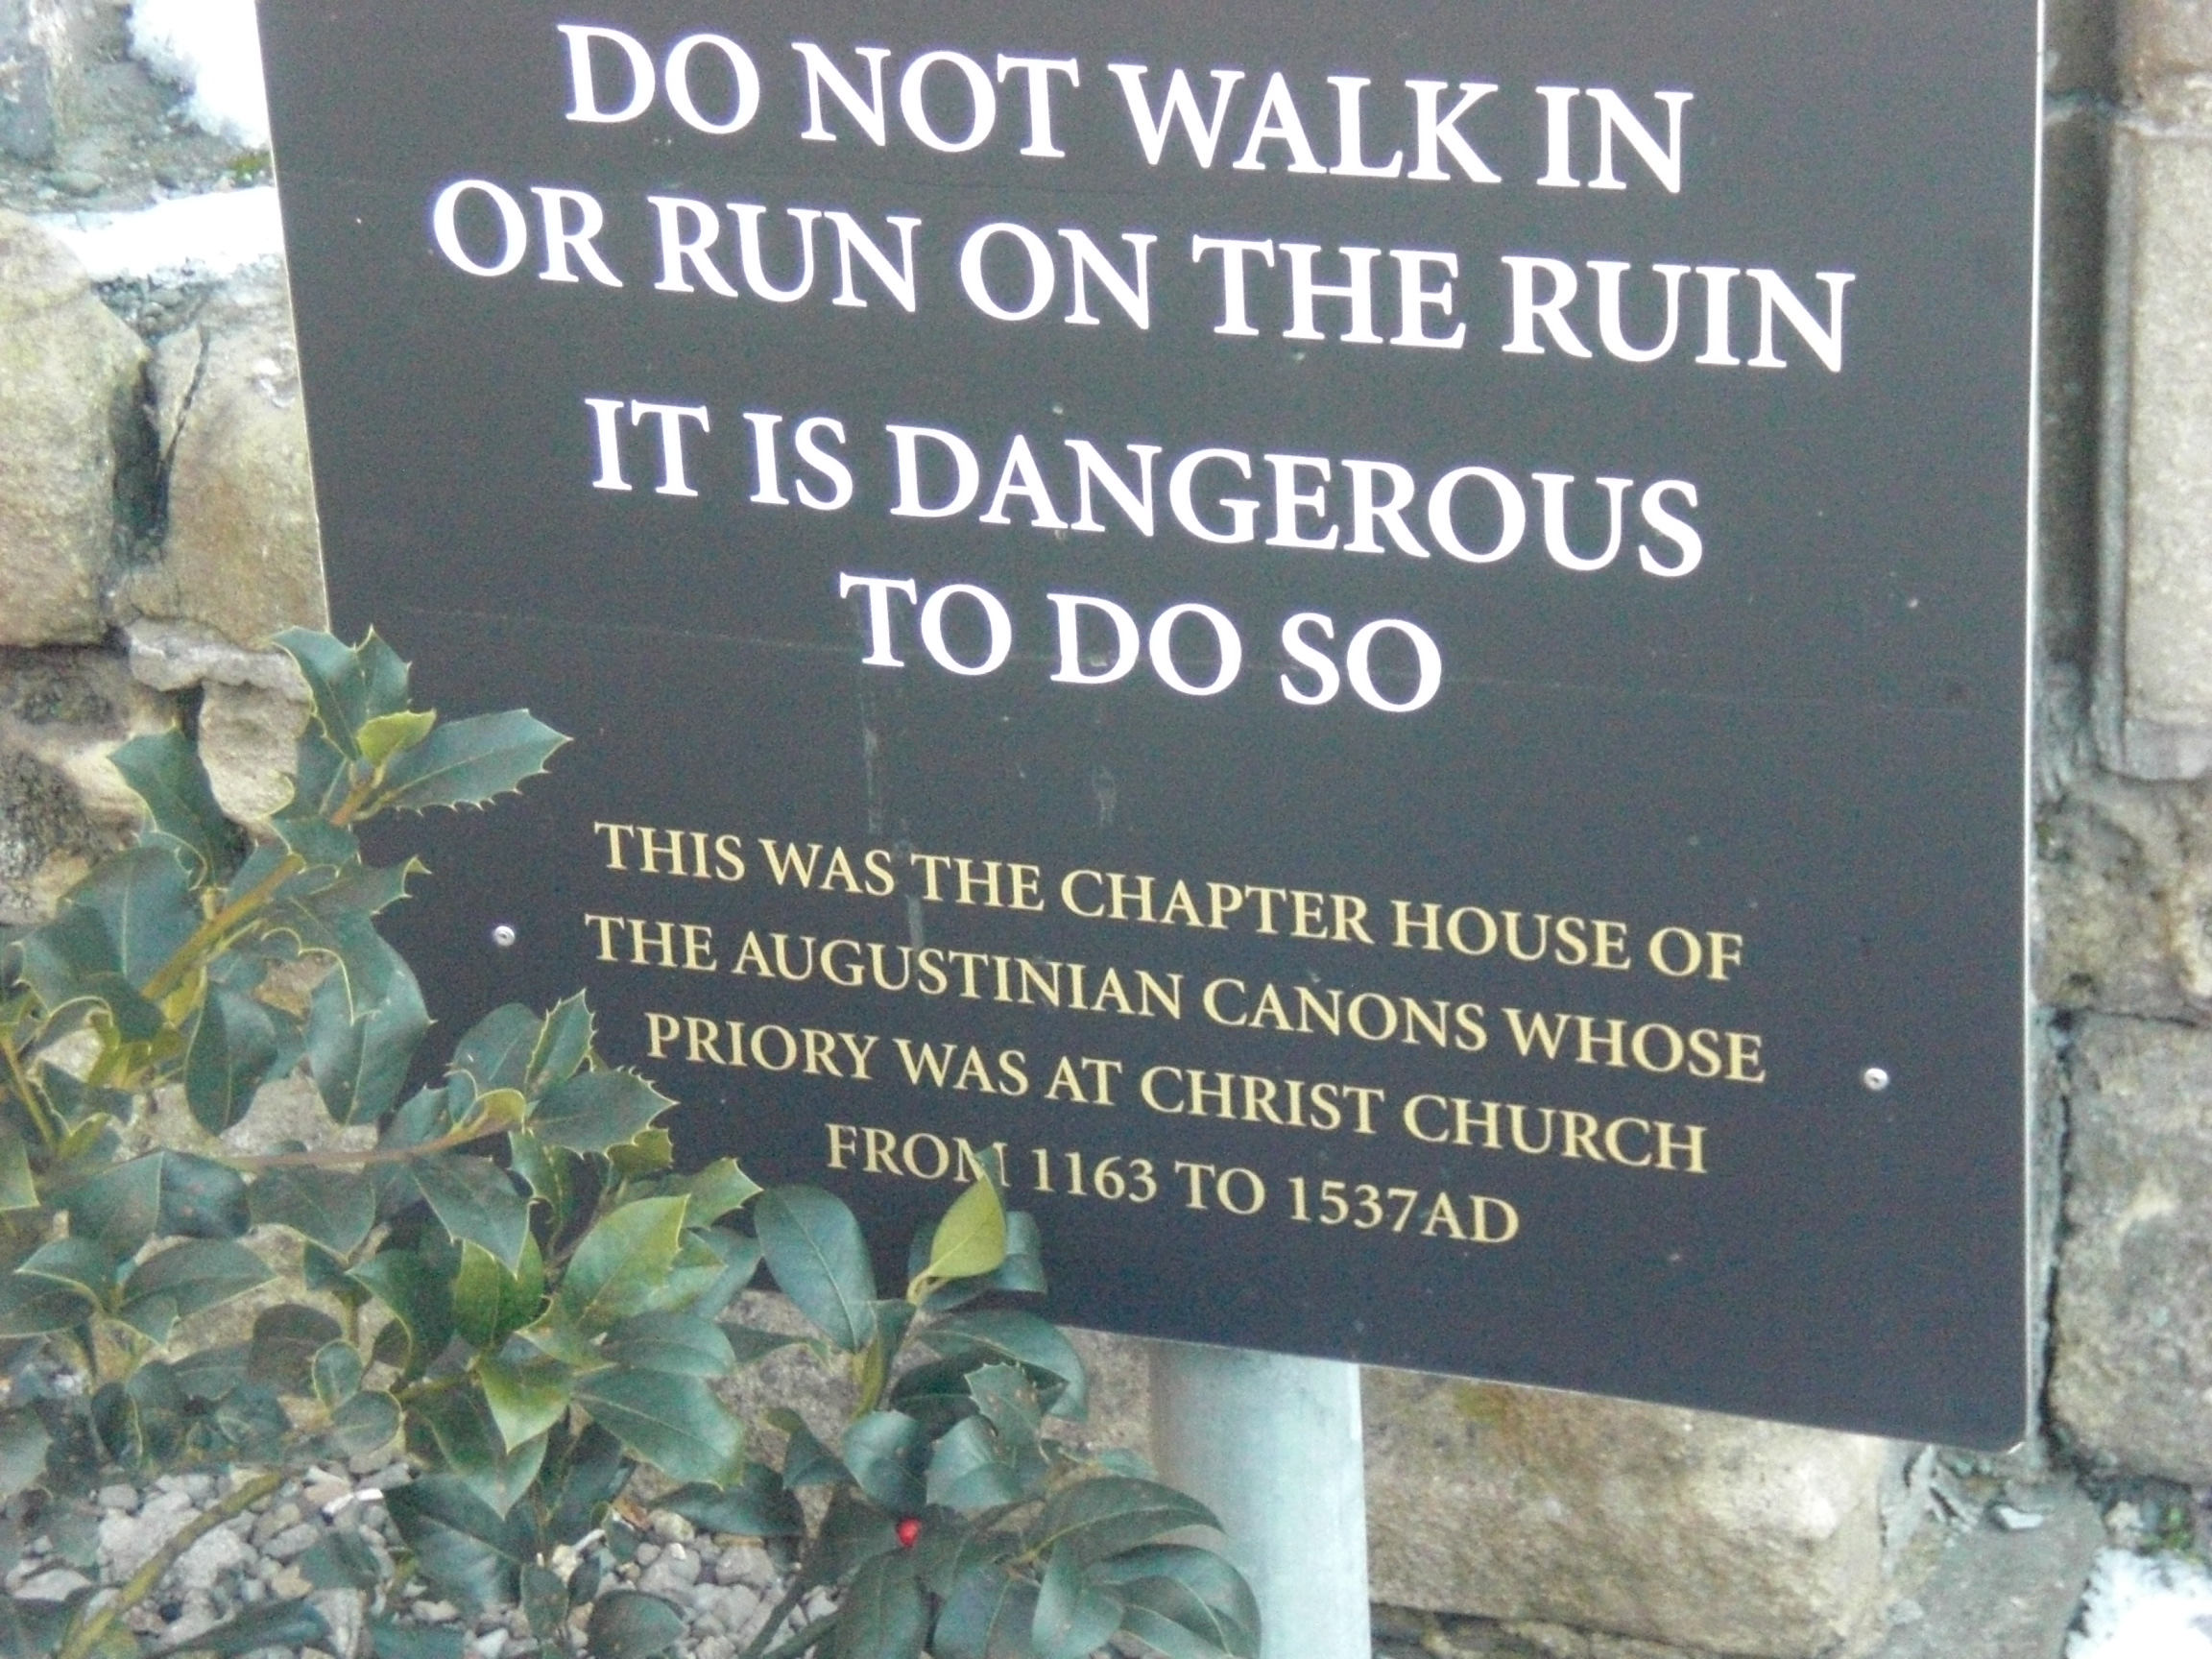 DO NOT WALK IN
OR RUN ON THE RUIN
IT IS DANGEROUS
TO DO SO
THIS WAS THE CHAPTER HOUSE OF
THE AUGUSTINIAN CANONS WHOSE
PRIORY WAS AT CHRIST CHURCH
FROM 1163 TO 1537AD